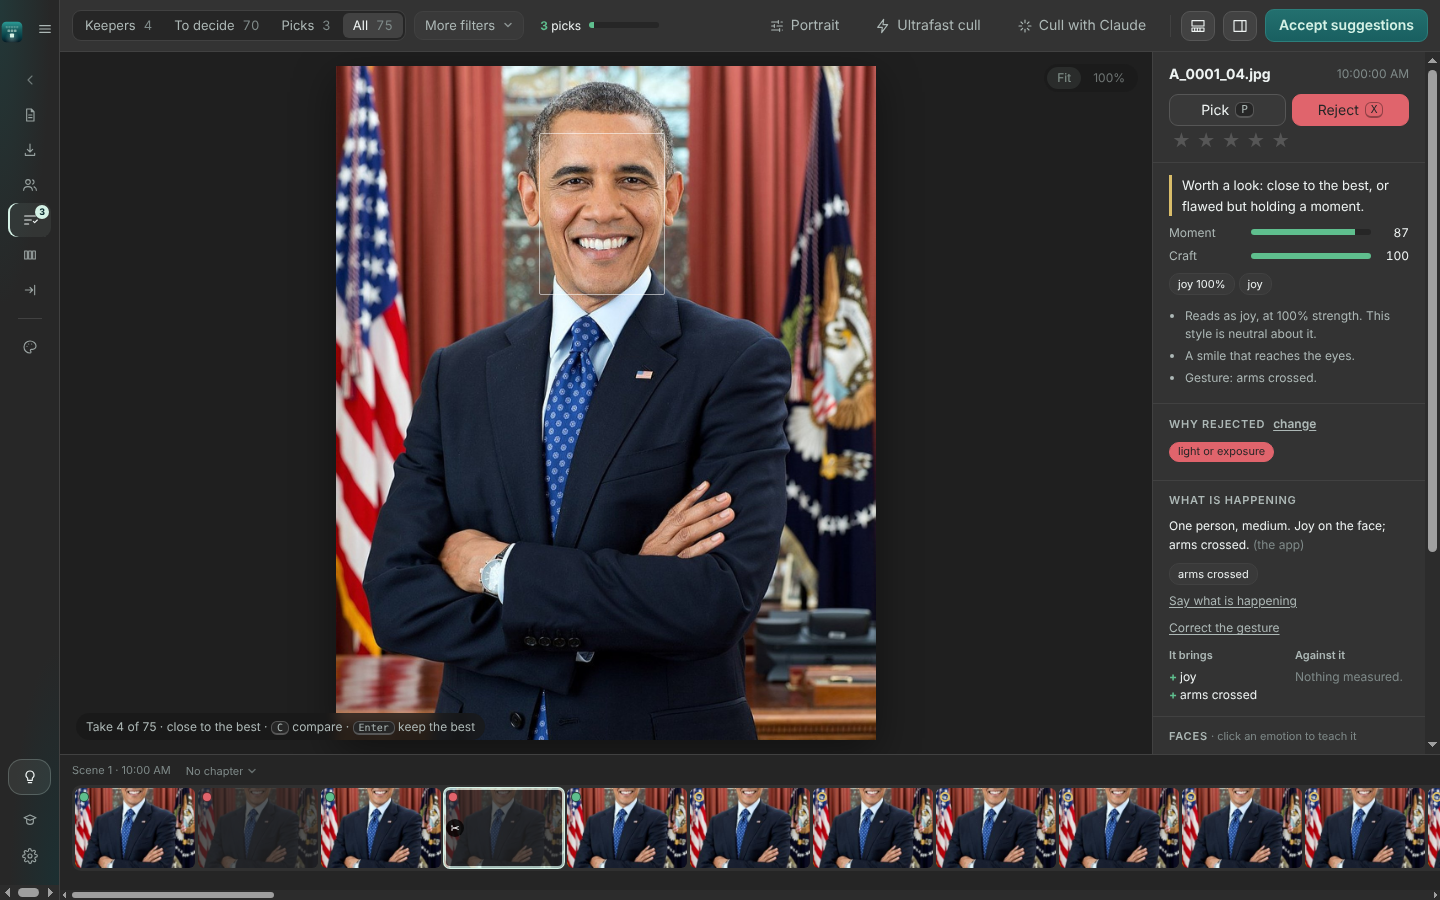 Keepers 4 To decide 70 Picks 3 All 75 More filters 3 picks Portrait Ultrafast cull Cull with Claude Accept suggestions
3
Fit 100%
A_0001_04.jpg 10:00:00 AM
Pick P Reject X
Worth a look: close to the best, or
flawed but holding a moment.
Moment 87
Craft 100
joy 100% joy
• Reads as joy, at 100% strength. This
style is neutral about it.
• A smile that reaches the eyes.
• Gesture: arms crossed.
WHY REJECTED change
light or exposure
WHAT IS HAPPENING
One person, medium. Joy on the face;
arms crossed. (the app)
arms crossed
Say what is happening
Correct the gesture
It brings Against it
+ joy Nothing measured.
+ arms crossed
FACES · click an emotion to teach it
Take 4 of 75 · close to the best · C compare · Enter keep the best
Scene 1 · 10:00 AM No chapter